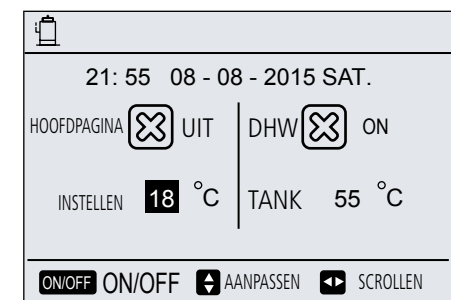 21: 55 08 - 08 - 2015 SAT.
HOOFDPAGINA UIT DHW ON
INSTELLEN 18 °C TANK 55 °C
ON/OFF ON/OFF AANPASSEN SCROLLEN